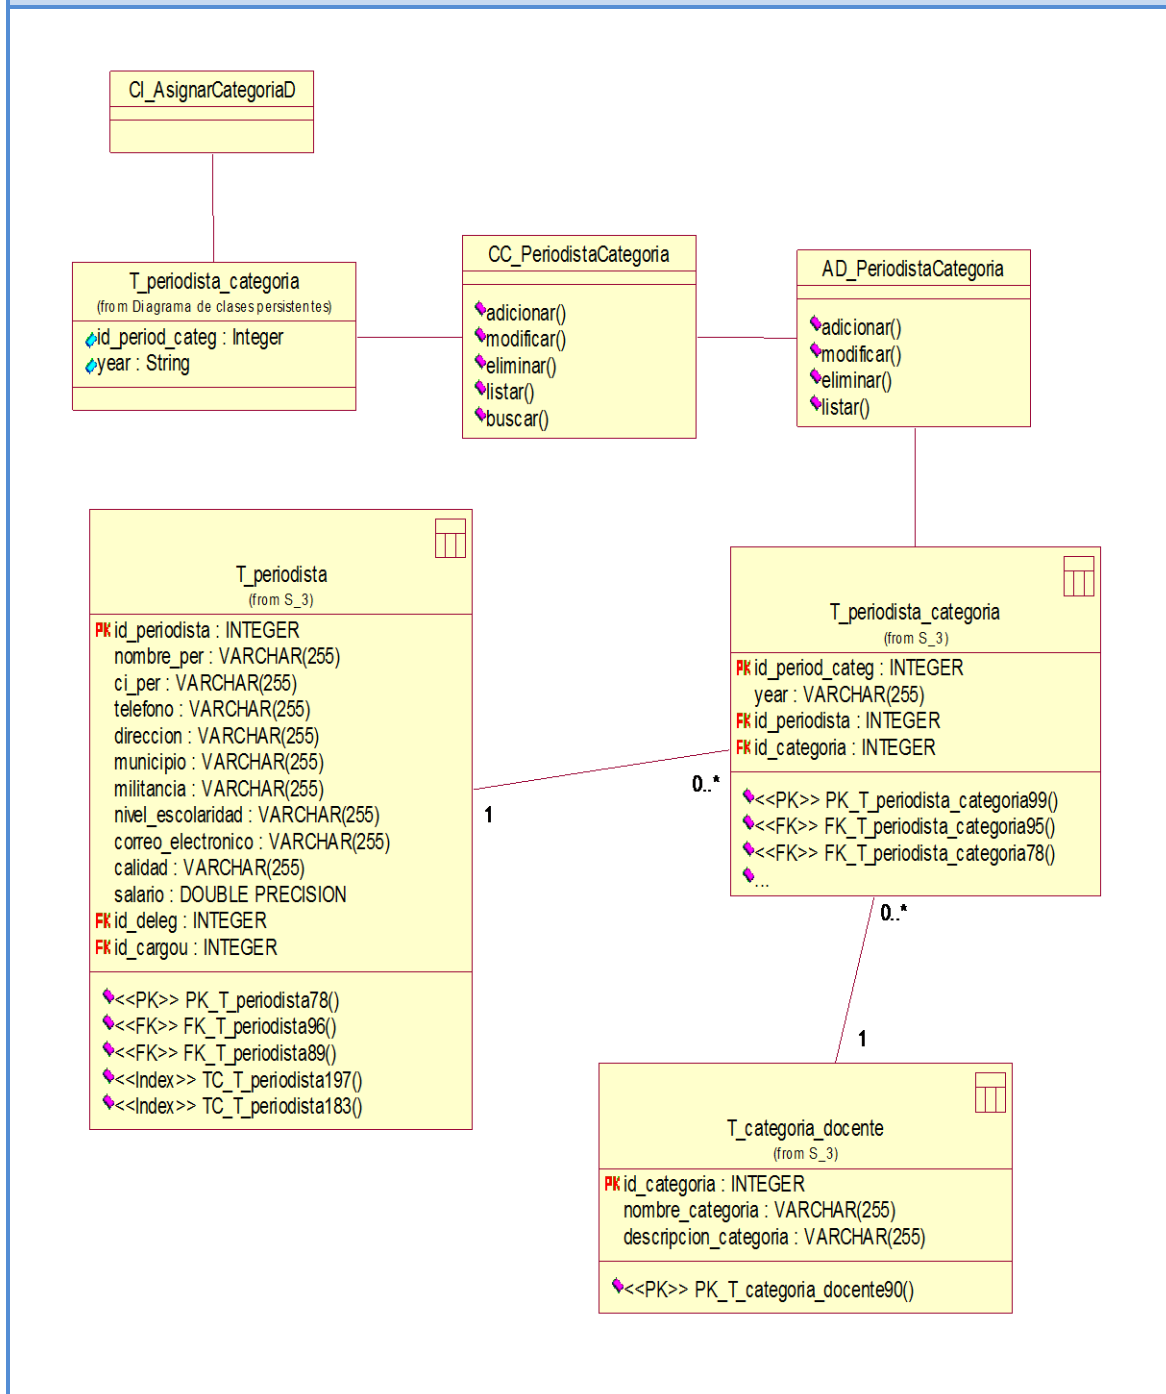 CI_AsignarCategoriaD
T_periodista_categoria
(from Diagrama de clases persistentes)
id_period_categ : Integer
year : String
CC_PeriodistaCategoria
adicionar()
modificar()
eliminar()
listar()
buscar()
AD_PeriodistaCategoria
adicionar()
modificar()
eliminar()
listar()
T_periodista
(from S_3)
PK id_periodista : INTEGER
nombre_per : VARCHAR(255)
ci_per : VARCHAR(255)
telefono : VARCHAR(255)
direccion : VARCHAR(255)
municipio : VARCHAR(255)
militancia : VARCHAR(255)
nivel_escolaridad : VARCHAR(255)
correo_electronico : VARCHAR(255)
calidad : VARCHAR(255)
salario : DOUBLE PRECISION
FK id_deleg : INTEGER
FK id_cargou : INTEGER
<<PK>> PK_T_periodista78()
<<FK>> FK_T_periodista96()
<<FK>> FK_T_periodista89()
<<Index>> TC_T_periodista197()
<<Index>> TC_T_periodista183()
1
0..*
T_periodista_categoria
(from S_3)
PK id_period_categ : INTEGER
year : VARCHAR(255)
FK id_periodista : INTEGER
FK id_categoria : INTEGER
<<PK>> PK_T_periodista_categoria99()
<<FK>> FK_T_periodista_categoria95()
<<FK>> FK_T_periodista_categoria78()
...
0..*
1
T_categoria_docente
(from S_3)
PK id_categoria : INTEGER
nombre_categoria : VARCHAR(255)
descripcion_categoria : VARCHAR(255)
<<PK>> PK_T_categoria_docente90()